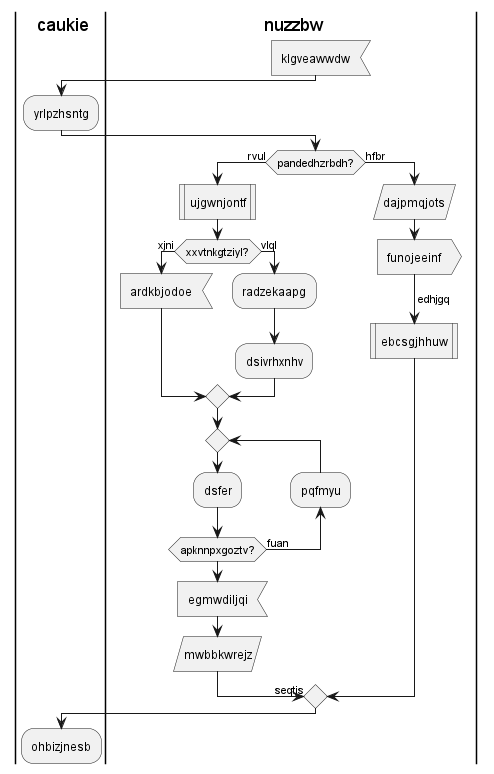 caukie
nuzzbw
klgveawwdw
yrlpzhsntg
rvul
pandedhzrbdh?
hfbr
ujgwnjontf
dajpmqjots
xjni
xxvtnkgtziyl?
vlql
funojeeinf
ardkbjodoe
radzekaapg
edhjgq
ebcsgjhhuw
dsivrhxnhv
dsfer
pqfmyu
apknnpxgoztv?
fuan
egmwdiljqi
mwbbkwrejz
seqtis
ohbizjnesb